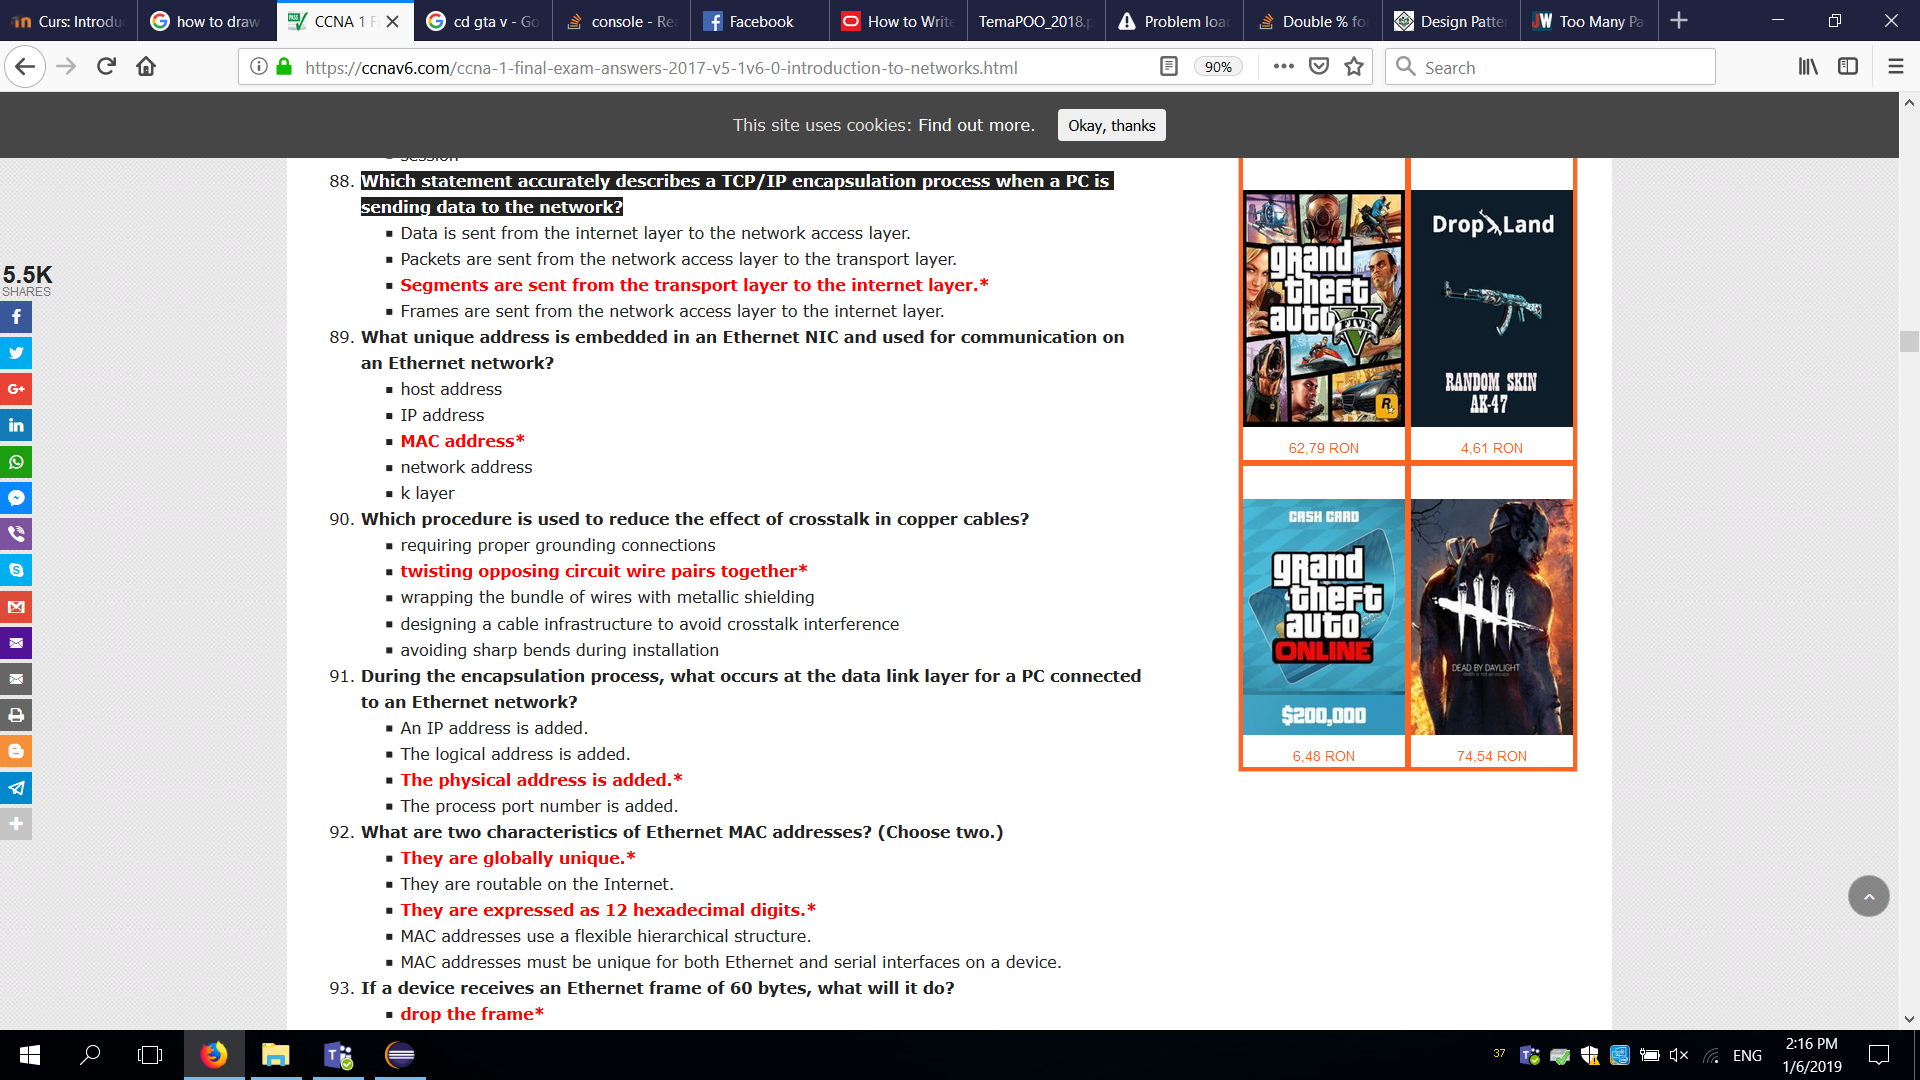 Curs: Introdu
how to draw
CCNA 1 F
cd gta v - Go
console - Re
Facebook
How to Write
TemaPOO_2018.p
Problem loa
Double % fo
Design Patte
Too Many Pa
https://ccnav6.com/ccna-1-final-exam-answers-2017-v5-1v6-0-introduction-to-networks.html
90%
Search
This site uses cookies: Find out more.
Okay, thanks
session
88. Which statement accurately describes a TCP/IP encapsulation process when a PC is
sending data to the network?
Data is sent from the internet layer to the network access layer.
Packets are sent from the network access layer to the transport layer.
Segments are sent from the transport layer to the internet layer.*
Frames are sent from the network access layer to the internet layer.
89. What unique address is embedded in an Ethernet NIC and used for communication on
an Ethernet network?
host address
IP address
MAC address*
network address
k layer
90. Which procedure is used to reduce the effect of crosstalk in copper cables?
requiring proper grounding connections
twisting opposing circuit wire pairs together*
wrapping the bundle of wires with metallic shielding
designing a cable infrastructure to avoid crosstalk interference
avoiding sharp bends during installation
91. During the encapsulation process, what occurs at the data link layer for a PC connected
to an Ethernet network?
An IP address is added.
The logical address is added.
The physical address is added.*
The process port number is added.
92. What are two characteristics of Ethernet MAC addresses? (Choose two.)
They are globally unique.*
They are routable on the Internet.
They are expressed as 12 hexadecimal digits.*
MAC addresses use a flexible hierarchical structure.
MAC addresses must be unique for both Ethernet and serial interfaces on a device.
93. If a device receives an Ethernet frame of 60 bytes, what will it do?
drop the frame*
5.5K
SHARES
grand
theft
auto
FIVE
R
62,79 RON
Drop Land
RANDOM SKIN
AK-47
4,61 RON
CASH CARD
grand
theft
auto
ONLINE
$200,000
6,48 RON
DEAD BY DAYLIGHT
death is not an escape
74,54 RON
37
ENG
2:16 PM
1/6/2019